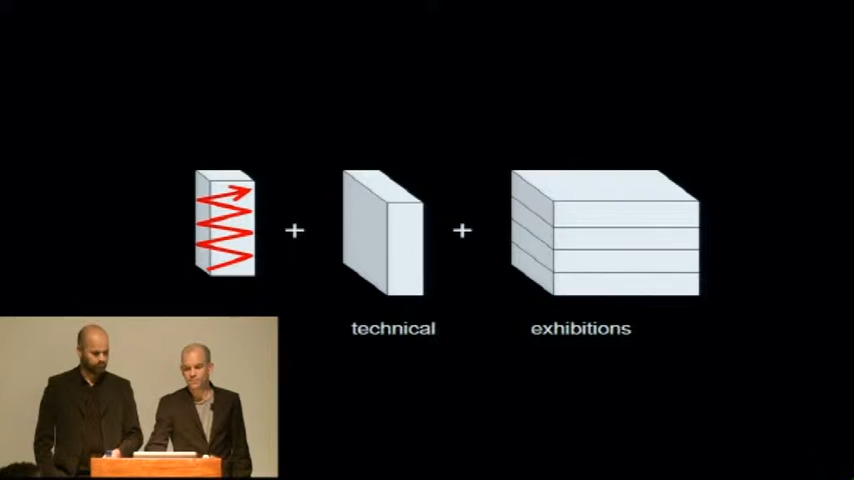 +
+
technical
exhibitions